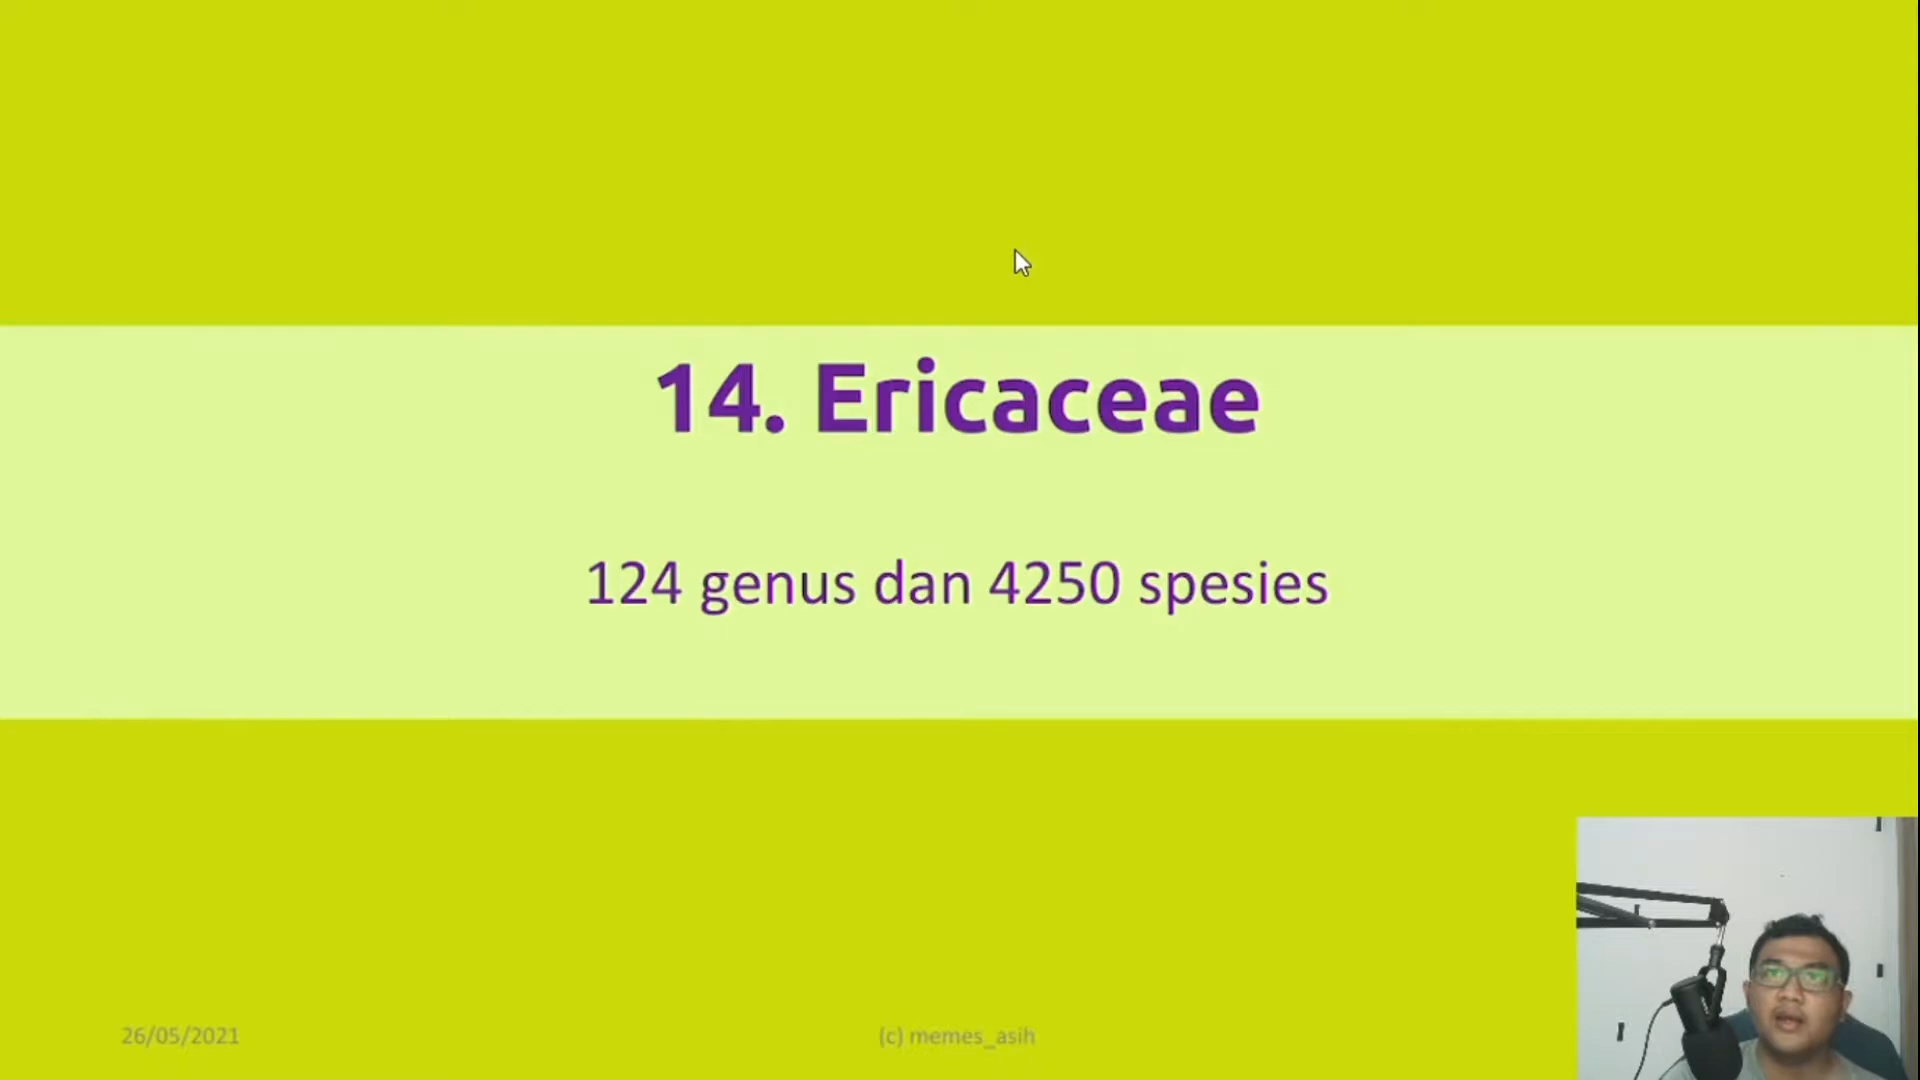 14. Ericaceae
124 genus dan 4250 spesies
26/05/2021
(c) memes_asih